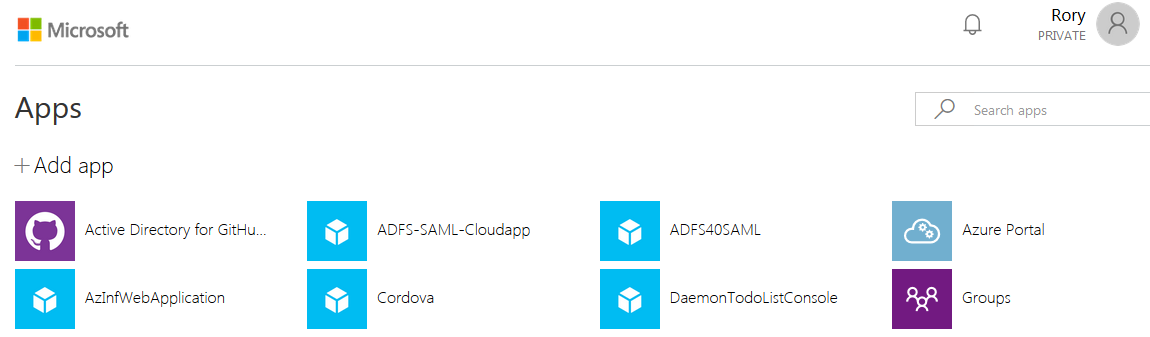 Microsoft
Rory
PRIVATE
Apps
Search apps
+ Add app
Active Directory for GitHu...
ADFS-SAML-Cloudapp
ADFS40SAML
Azure Portal
AzInfWebApplication
Cordova
DaemonTodoListConsole
Groups